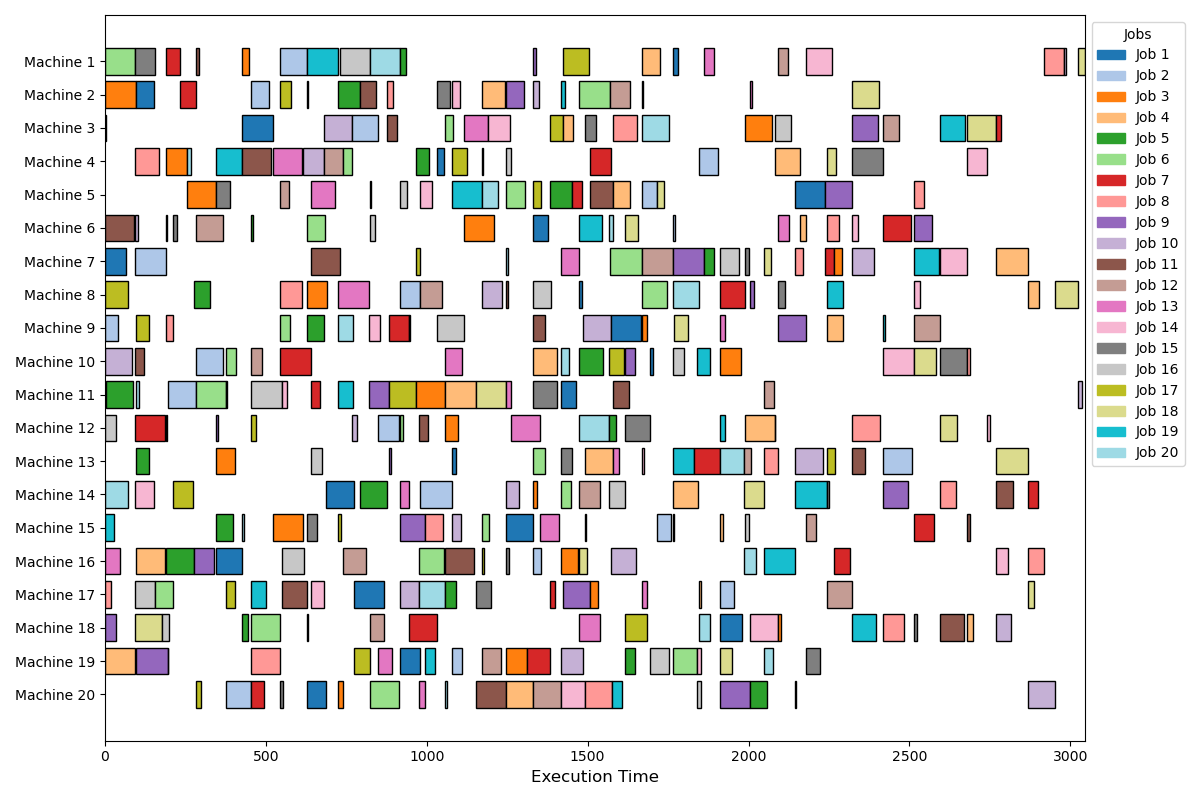 Machine 1
Machine 2
Machine 3
Machine 4
Machine 5
Machine 6
Machine 7
Machine 8
Machine 9
Machine 10
Machine 11
Machine 12
Machine 13
Machine 14
Machine 15
Machine 16
Machine 17
Machine 18
Machine 19
Machine 20
0 500 1000 1500 2000 2500 3000
Execution Time
Jobs
Job 1
Job 2
Job 3
Job 4
Job 5
Job 6
Job 7
Job 8
Job 9
Job 10
Job 11
Job 12
Job 13
Job 14
Job 15
Job 16
Job 17
Job 18
Job 19
Job 20